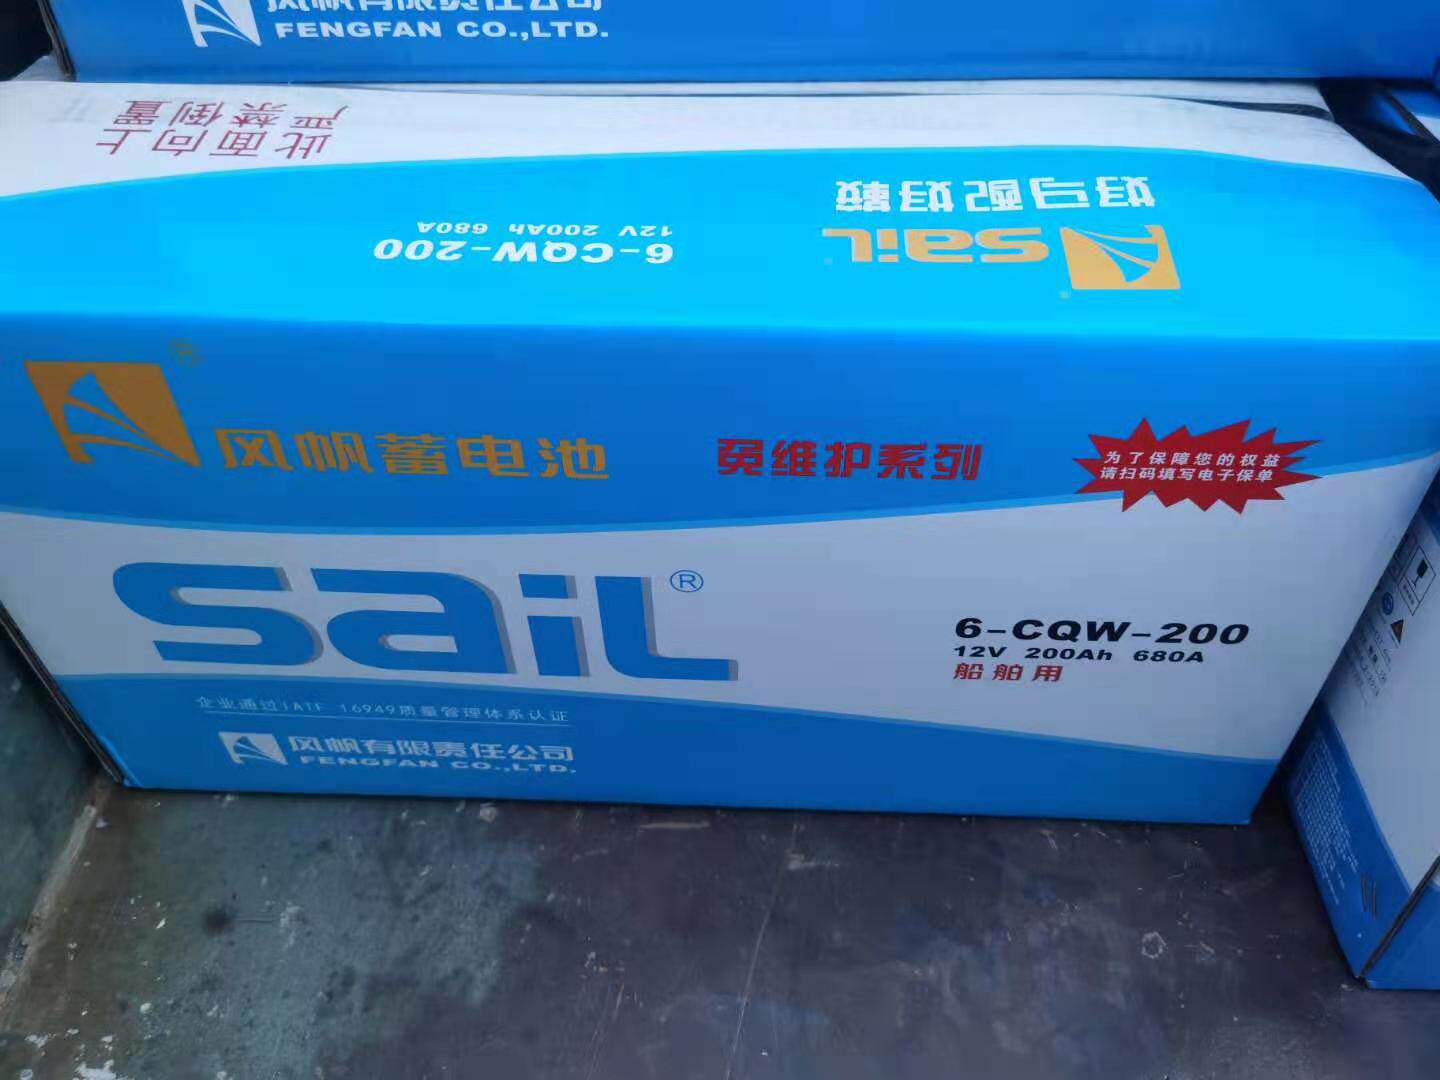 风帆有限责任公司
FENGFAN CO.,LTD.
此面向上
严禁倒置
好马配好鞍
sail
6-CQW-200
12V 200Ah 680A
®
风帆蓄电池
免维护系列
为了保障您的权益
请扫码填写电子保单
sail®
6-CQW-200
12V 200Ah 680A
船舶用
企业通过IATF 16949质量管理体系认证
风帆有限责任公司
FENGFAN CO.,LTD.